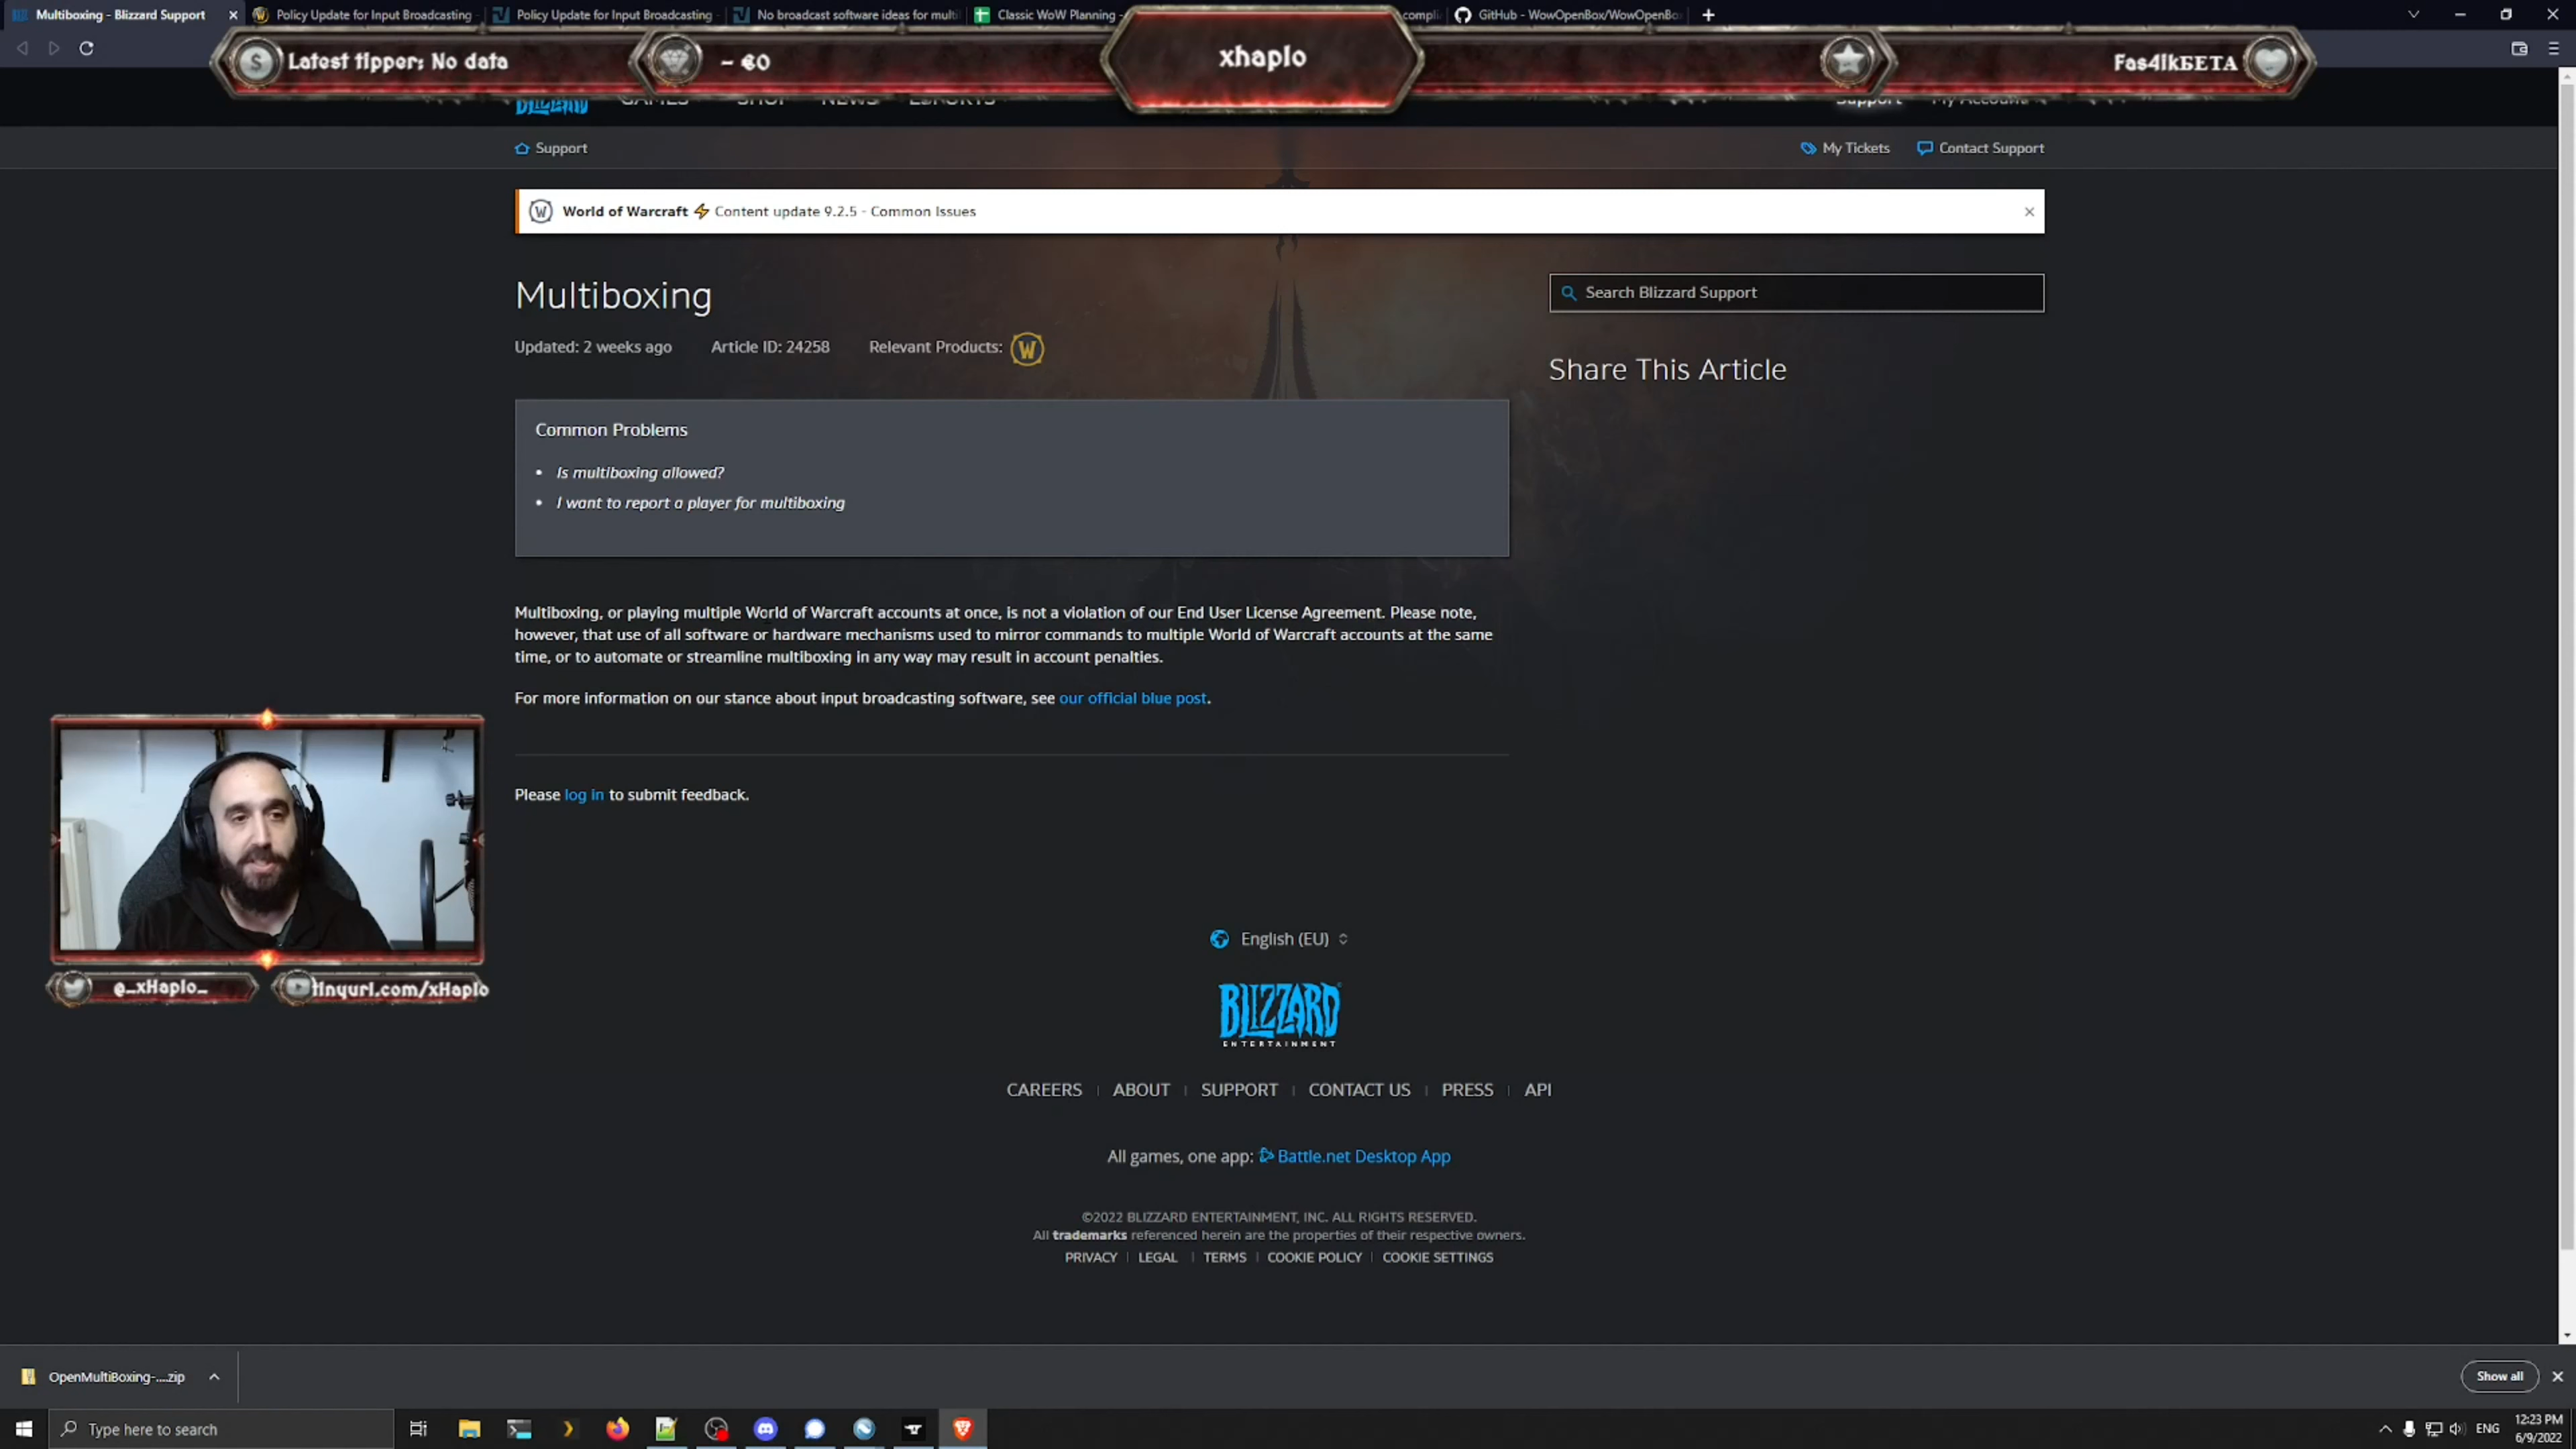 Multiboxing - Blizzard Support
Policy Update for Input Broadcasting
Policy Update for Input Broadcasting
No broadcast software ideas for multi
Classic WoW Planning -
compli
GitHub - WowOpenBox/WowOpenBo
Latest tipper: No data
- €0
xhaplo
Fas4lkБETA
BLIZZARD GAMES SHOP NEWS ESPORTS
Support My Account
Support
My Tickets
Contact Support
World of Warcraft Content update 9.2.5 - Common Issues
Multiboxing
Search Blizzard Support
Updated: 2 weeks ago Article ID: 24258 Relevant Products:
Share This Article
Common Problems
• Is multiboxing allowed?
• I want to report a player for multiboxing
Multiboxing, or playing multiple World of Warcraft accounts at once, is not a violation of our End User License Agreement. Please note,
however, that use of all software or hardware mechanisms used to mirror commands to multiple World of Warcraft accounts at the same
time, or to automate or streamline multiboxing in any way may result in account penalties.
For more information on our stance about input broadcasting software, see our official blue post.
Please log in to submit feedback.
@_xHaplo_
tinyurl.com/xHaplo
English (EU)
BLIZZARD
ENTERTAINMENT
CAREERS | ABOUT | SUPPORT | CONTACT US | PRESS | API
All games, one app: Battle.net Desktop App
©2022 BLIZZARD ENTERTAINMENT, INC. ALL RIGHTS RESERVED.
All trademarks referenced herein are the properties of their respective owners.
PRIVACY | LEGAL | TERMS | COOKIE POLICY | COOKIE SETTINGS
OpenMultiBoxing-....zip
Show all
Type here to search
ENG
12:23 PM
6/9/2022